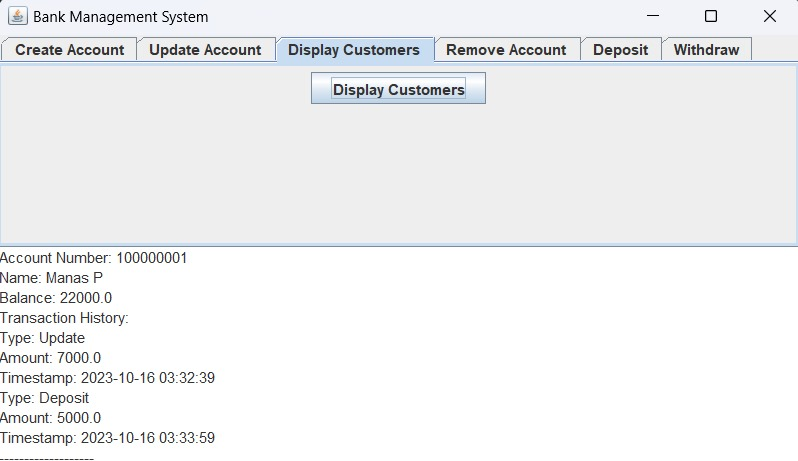 Bank Management System
Create Account Update Account Display Customers Remove Account Deposit Withdraw
Display Customers
Account Number: 100000001
Name: Manas P
Balance: 22000.0
Transaction History:
Type: Update
Amount: 7000.0
Timestamp: 2023-10-16 03:32:39
Type: Deposit
Amount: 5000.0
Timestamp: 2023-10-16 03:33:59
-------------------